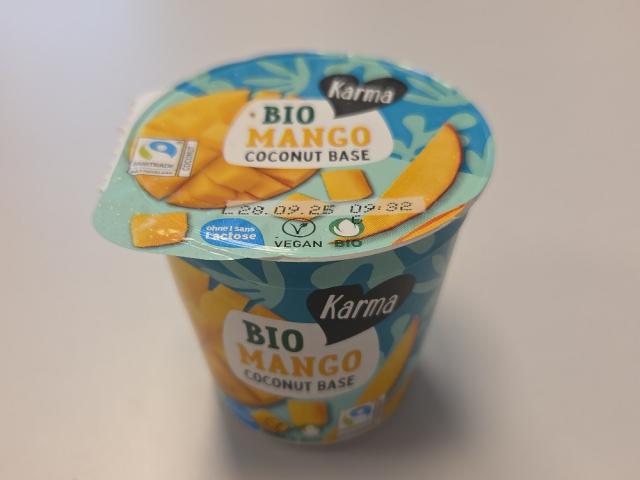 Karma
BIO
MANGO
COCONUT BASE
FAIRTRADE
COCONUT
L28.09.25 09:32
E
ohne I sans
Lactose
VEGAN BIO
Karma
BIO
MANGO
COCONUT BASE